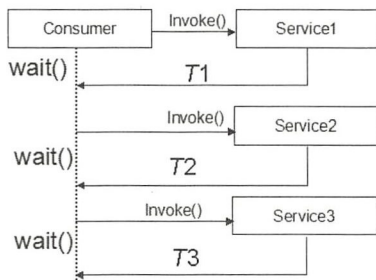 Consumer
Invoke()
Service1
wait()
T1
Invoke()
Service2
wait()
T2
Invoke()
Service3
wait()
T3